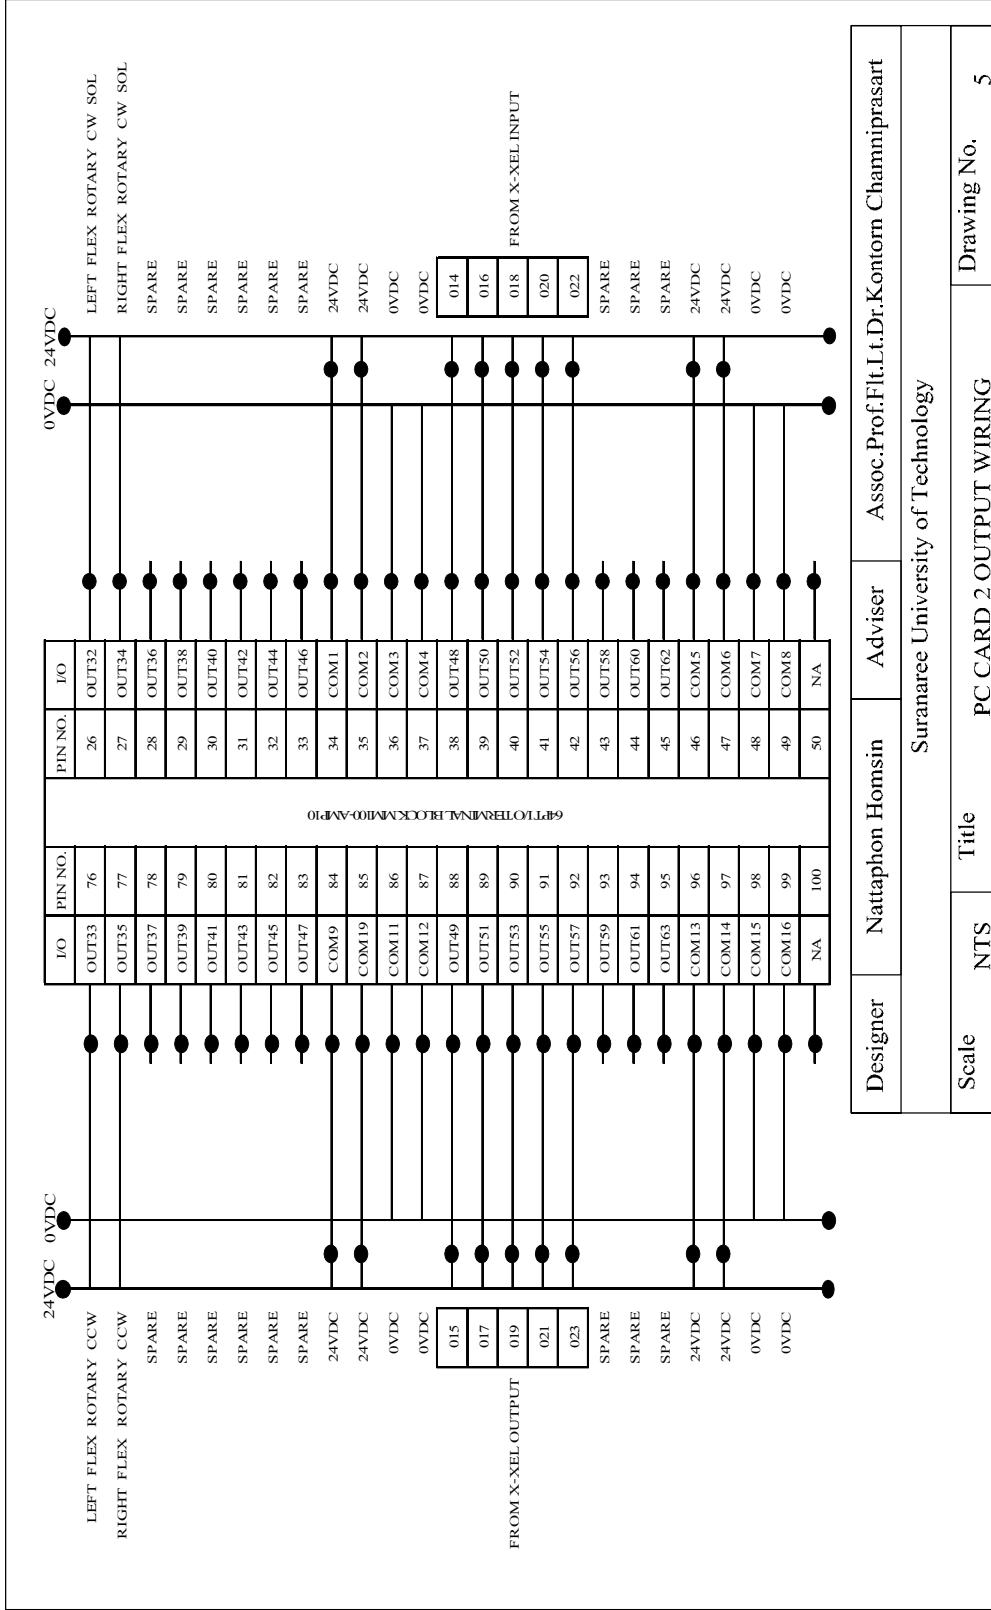 24VDC 0VDC 0VDC 24VDC
I/O PIN NO. PIN NO. I/O
LEFT FLEX ROTARY CCW OUT33 76 26 OUT32 LEFT FLEX ROTARY CW SOL
RIGHT FLEX ROTARY CCW OUT35 77 27 OUT34 RIGHT FLEX ROTARY CW SOL
SPARE OUT37 78 28 OUT36 SPARE
SPARE OUT39 79 29 OUT38 SPARE
SPARE OUT41 80 30 OUT40 SPARE
SPARE OUT43 81 31 OUT42 SPARE
SPARE OUT45 82 32 OUT44 SPARE
SPARE OUT47 83 33 OUT46 SPARE
24VDC COM9 84 34 COM1 24VDC
24VDC COM19 85 35 COM2 24VDC
0VDC COM11 86 36 COM3 0VDC
0VDC COM12 87 37 COM4 0VDC
015 OUT49 88 38 OUT48 014
017 OUT51 89 39 OUT50 016
FROM X-XEL OUTPUT 019 OUT53 90 40 OUT52 018 FROM X-XEL INPUT
021 OUT55 91 41 OUT54 020
023 OUT57 92 42 OUT56 022
SPARE OUT59 93 43 OUT58 SPARE
SPARE OUT61 94 44 OUT60 SPARE
SPARE OUT63 95 45 OUT62 SPARE
24VDC COM13 96 46 COM5 24VDC
24VDC COM14 97 47 COM6 24VDC
0VDC COM15 98 48 COM7 0VDC
0VDC COM16 99 49 COM8 0VDC
NA 100 50 NA
64PT I/O TERMINAL BLOCK M/M100-AMP10
Designer Nattaphon Homsin Adviser Assoc.Prof.Flt.Lt.Dr.Kontorn Chamniprasart
Suranaree University of Technology
Scale NTS Title PC CARD 2 OUTPUT WIRING Drawing No. 5